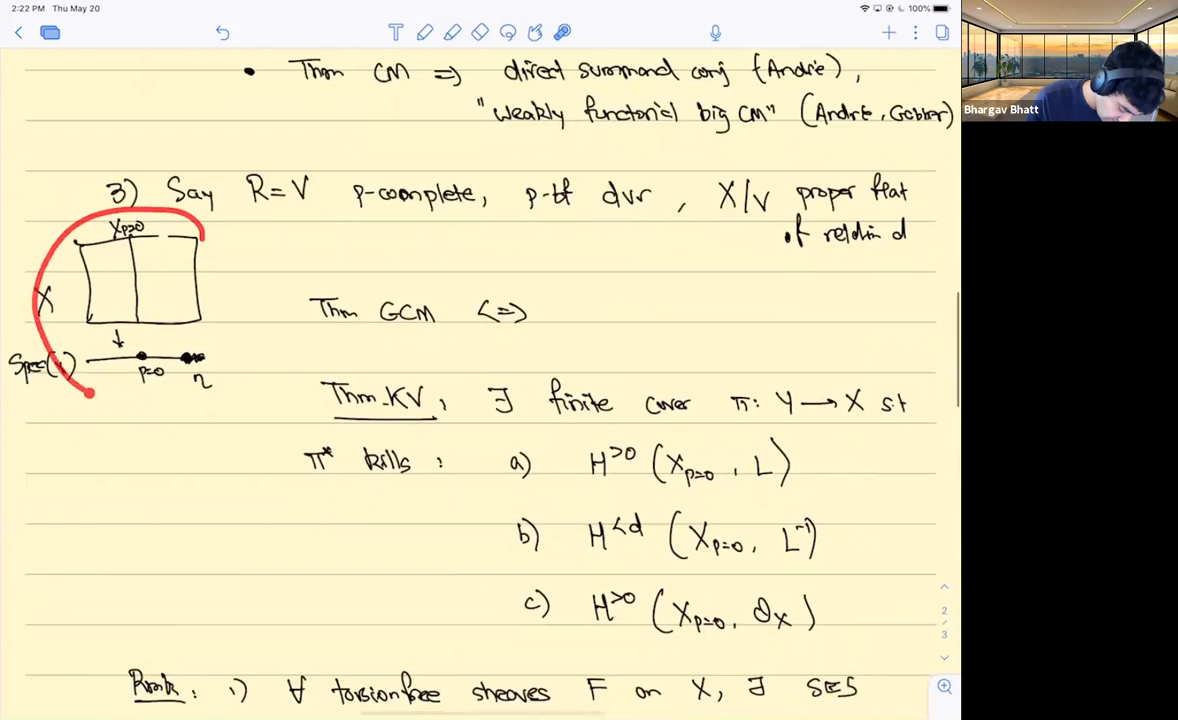 2:22 PM Thu May 20
100%
Bhargav Bhatt
• Thm CM => direct summand conj (André),
"weakly functorial big CM" (André, Gabber)
3) Say R=V p-complete, p-tf dvr, X/V proper flat
of reldim d
X_{p=0}
X
Spec(V)
p=0
η
Thm GCM <=>
Thm KV: ∃ finite cover π: Y → X s.t
π* kills: a) H^{>0} (X_{p=0}, L)
b) H^{<d} (X_{p=0}, L^{-1})
c) H^{>0} (X_{p=0}, O_X)
2
/
3
Rmk: 1) ∀ torsionfree sheaves F on X, ∃ SES